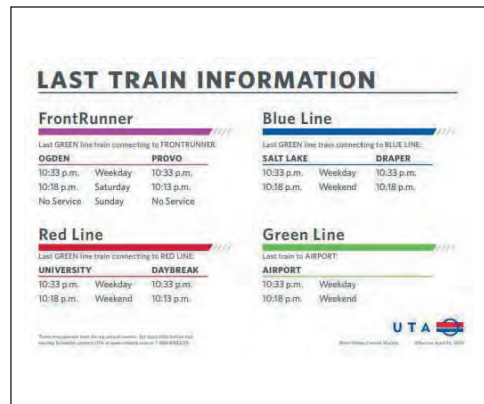 LAST TRAIN INFORMATION
FrontRunner
Last GREEN line train connecting to FRONTRUNNER:
OGDEN PROVO
10:33 p.m. Weekday 10:33 p.m.
10:18 p.m. Saturday 10:13 p.m.
No Service Sunday No Service
Blue Line
Last GREEN line train connecting to BLUE LINE:
SALT LAKE DRAPER
10:33 p.m. Weekday 10:33 p.m.
10:18 p.m. Weekend 10:18 p.m.
Red Line
Last GREEN line train connecting to RED LINE:
UNIVERSITY DAYBREAK
10:33 p.m. Weekday 10:33 p.m.
10:18 p.m. Weekend 10:13 p.m.
Green Line
Last train to AIRPORT:
AIRPORT
10:33 p.m. Weekday
10:18 p.m. Weekend
UTA